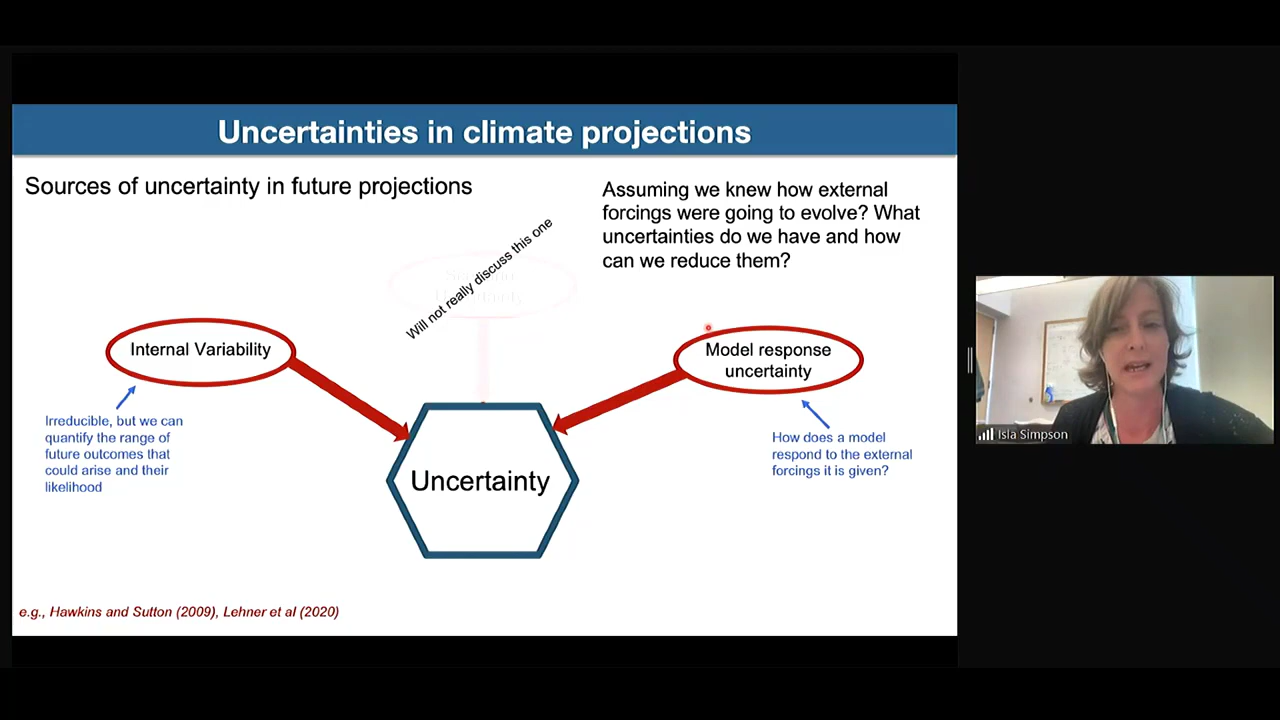 Uncertainties in climate projections
Sources of uncertainty in future projections
Assuming we knew how external
forcings were going to evolve? What
uncertainties do we have and how
can we reduce them?
Will not really discuss this one
Internal Variability
Model response
uncertainty
Irreducible, but we can
quantify the range of
future outcomes that
could arise and their
likelihood
How does a model
respond to the external
forcings it is given?
Uncertainty
e.g., Hawkins and Sutton (2009), Lehner et al (2020)
Isla Simpson